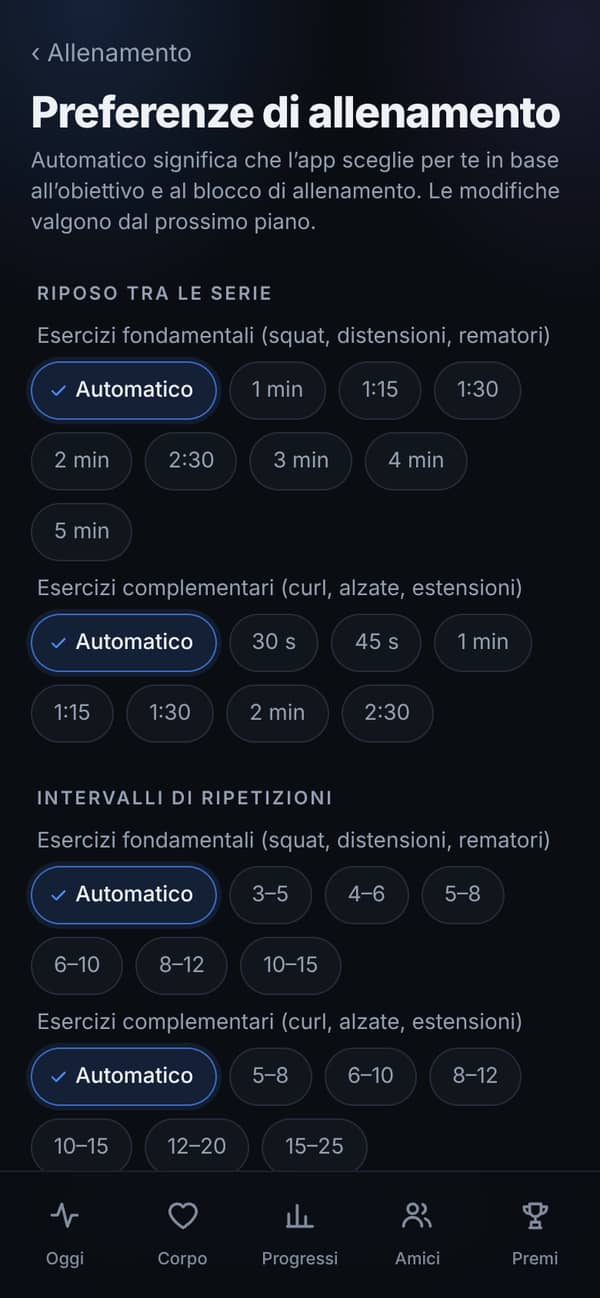 ‹ Allenamento
Preferenze di allenamento
Automatico significa che l’app sceglie per te in base
all’obiettivo e al blocco di allenamento. Le modifiche
valgono dal prossimo piano.
RIPOSO TRA LE SERIE
Esercizi fondamentali (squat, distensioni, rematori)
✓ Automatico 1 min 1:15 1:30
2 min 2:30 3 min 4 min
5 min
Esercizi complementari (curl, alzate, estensioni)
✓ Automatico 30 s 45 s 1 min
1:15 1:30 2 min 2:30
INTERVALLI DI RIPETIZIONI
Esercizi fondamentali (squat, distensioni, rematori)
✓ Automatico 3–5 4–6 5–8
6–10 8–12 10–15
Esercizi complementari (curl, alzate, estensioni)
✓ Automatico 5–8 6–10 8–12
10–15 12–20 15–25
Oggi Corpo Progressi Amici Premi